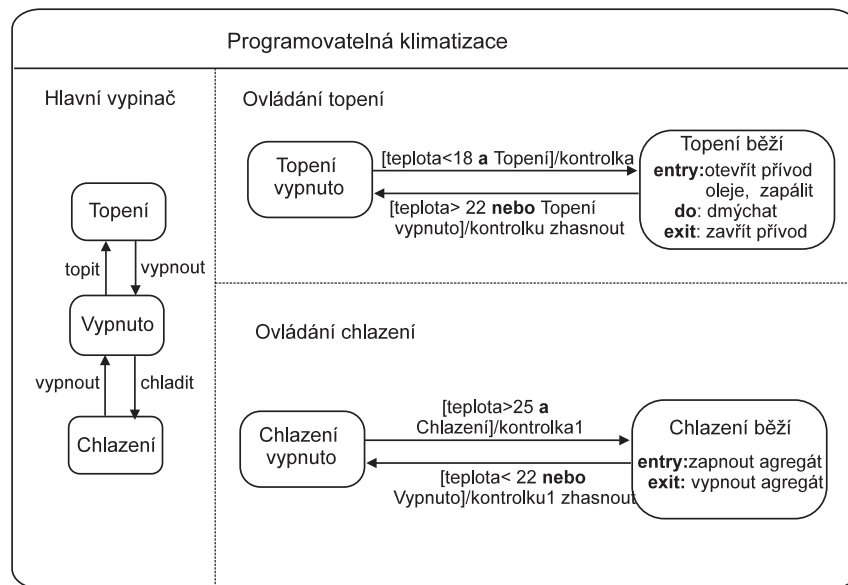 Programovatelná klimatizace
Hlavní vypinač
Topení
topit
vypnout
Vypnuto
vypnout
chladit
Chlazení
Ovládání topení
Topení
vypnuto
[teplota<18 a Topení]/kontrolka
[teplota> 22 nebo Topení
vypnuto]/kontrolku zhasnout
Topení běží
entry:otevřít přívod
oleje, zapálit
do: dmýchat
exit: zavřít přívod
Ovládání chlazení
Chlazení
vypnuto
[teplota>25 a
Chlazení]/kontrolka1
[teplota< 22 nebo
Vypnuto]/kontrolku1 zhasnout
Chlazení běží
entry:zapnout agregát
exit: vypnout agregát